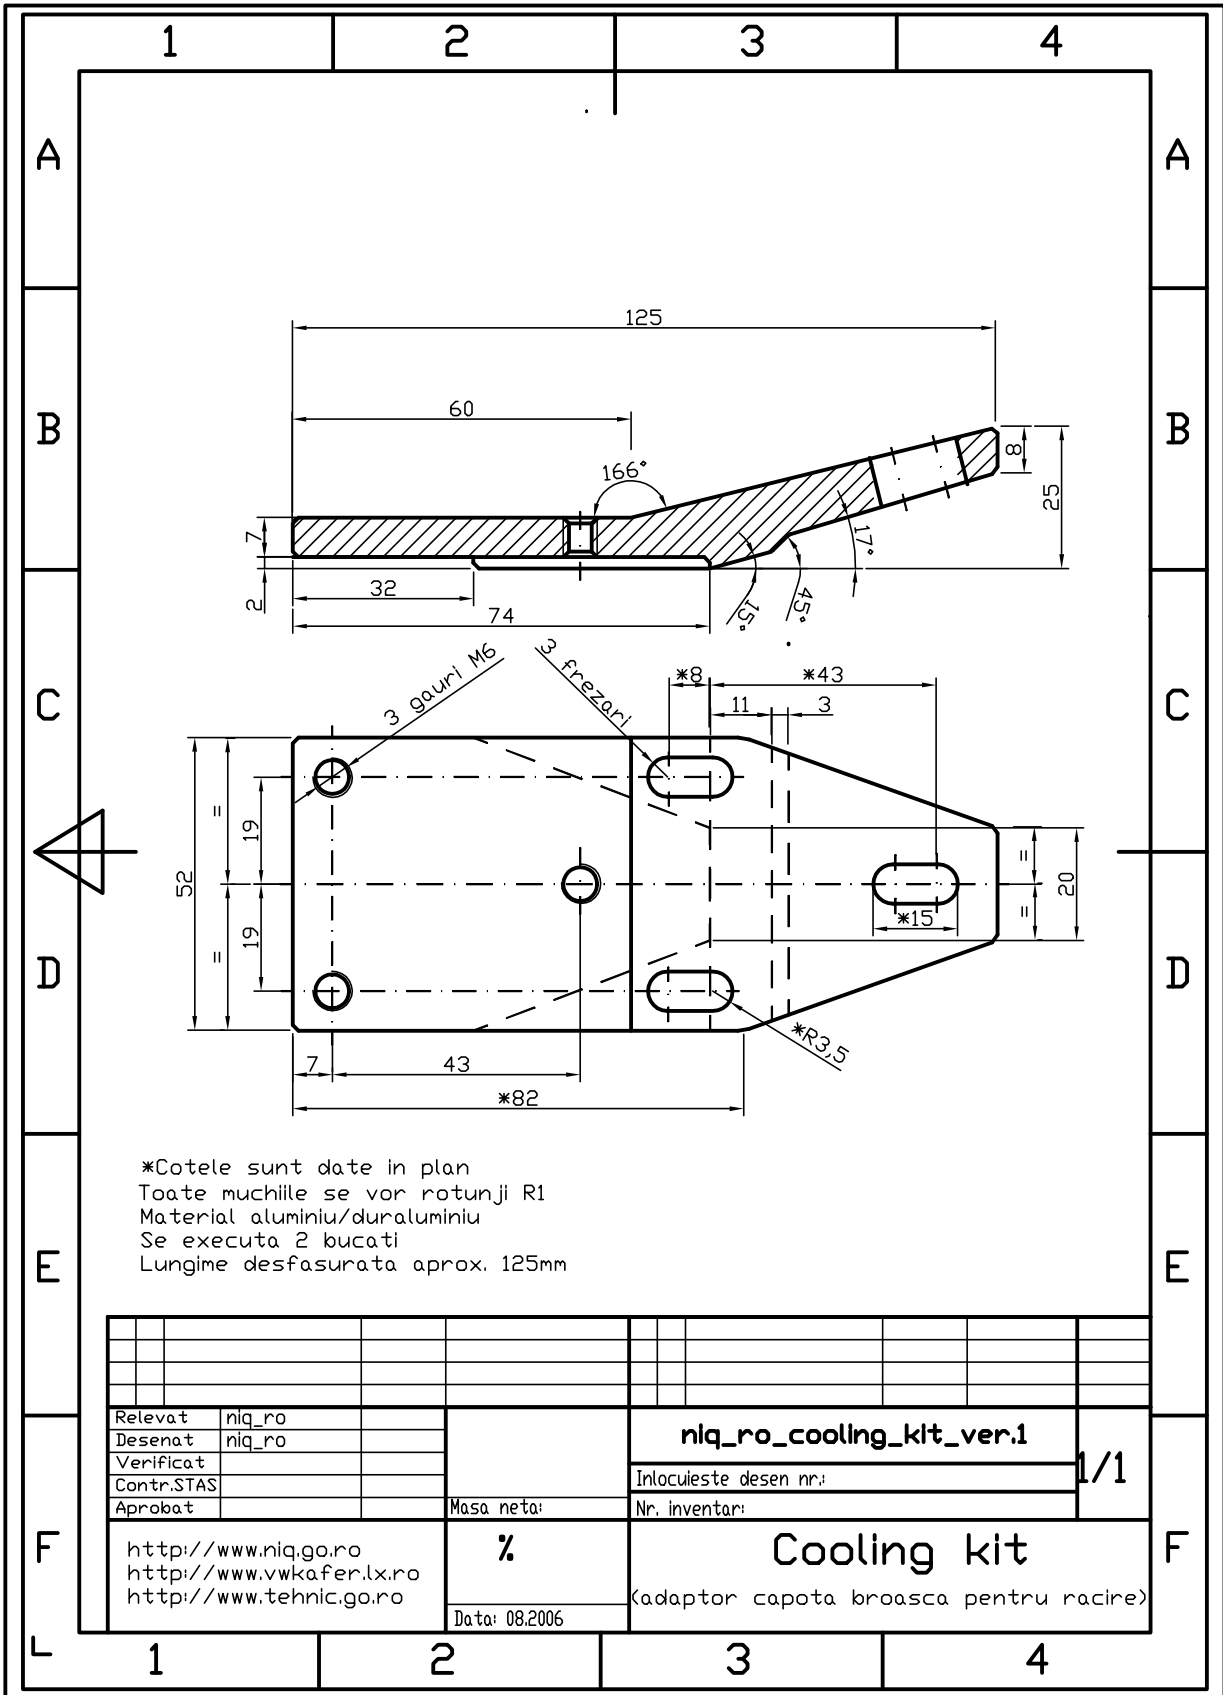 1 2 3 4
A A
B B
C C
D D
E E
F F
125
60
166°
8
25
7
17°
2
32
15°
45°
74
3 gauri M6
3 frezari
*8
*43
11
3
=
19
52
=
19
=
20
=
*15
*R3,5
7
43
*82
*Cotele sunt date in plan
Toate muchiile se vor rotunji R1
Material aluminiu/duraluminiu
Se executa 2 bucati
Lungime desfasurata aprox. 125mm
Relevat niq_ro
Desenat niq_ro
Verificat
Contr.STAS
Aprobat
Masa neta:
niq_ro_cooling_kit_ver.1
1/1
Inlocuieste desen nr.:
Nr. inventar:
http://www.niq.go.ro
http://www.vwkafer.lx.ro
http://www.tehnic.go.ro
%
Data: 08.2006
Cooling kit
(adaptor capota broasca pentru racire)
1 2 3 4